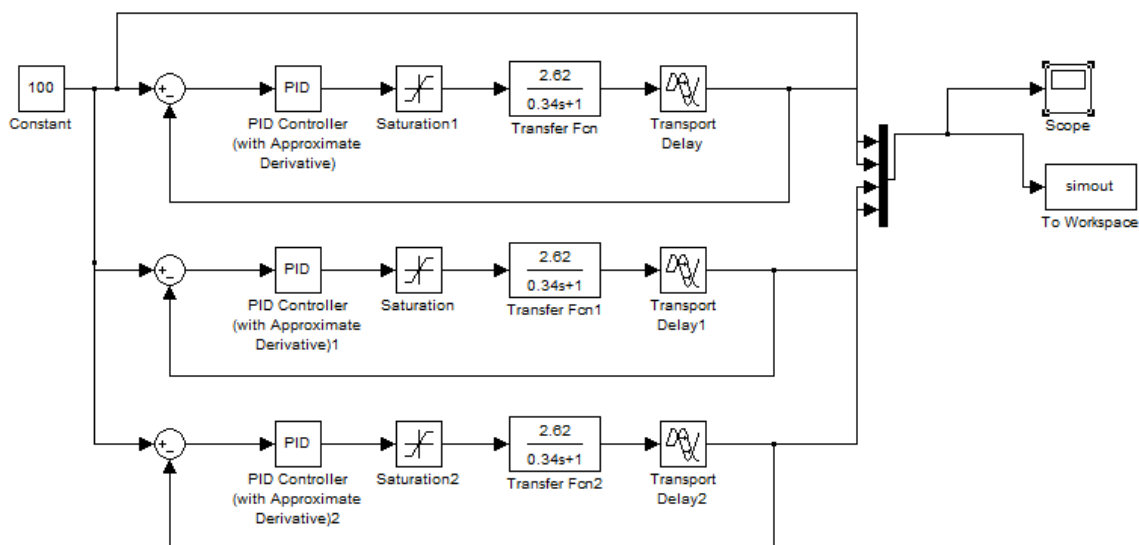 100
Constant
+
−
PID
PID Controller
(with Approximate
Derivative)
Saturation1
2.62
0.34s+1
Transfer Fcn
Transport
Delay
Scope
simout
To Workspace
+
−
PID
PID Controller
(with Approximate
Derivative)1
Saturation
2.62
0.34s+1
Transfer Fcn1
Transport
Delay1
+
−
PID
PID Controller
(with Approximate
Derivative)2
Saturation2
2.62
0.34s+1
Transfer Fcn2
Transport
Delay2